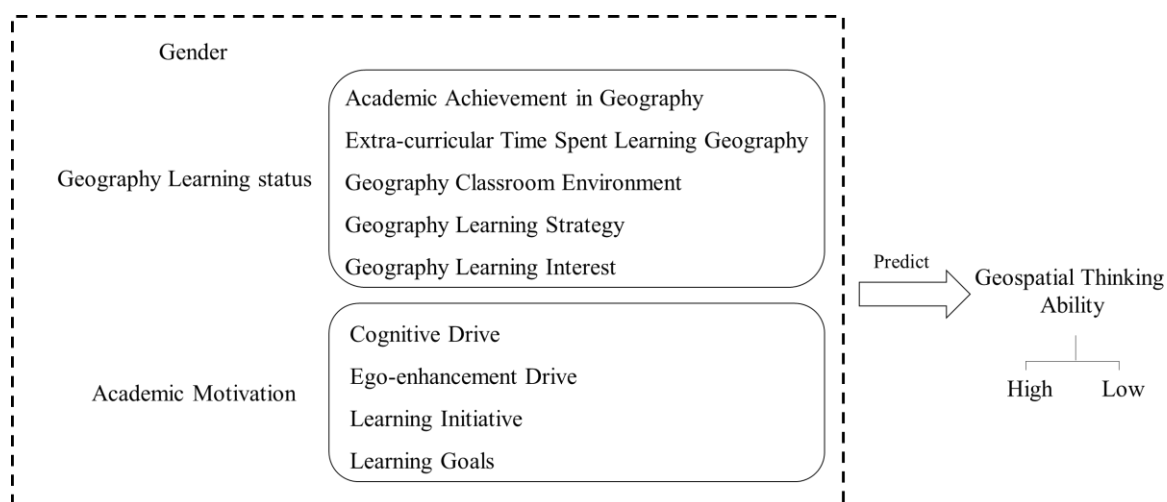 Gender
Geography Learning status
Academic Achievement in Geography
Extra-curricular Time Spent Learning Geography
Geography Classroom Environment
Geography Learning Strategy
Geography Learning Interest
Academic Motivation
Cognitive Drive
Ego-enhancement Drive
Learning Initiative
Learning Goals
Predict
Geospatial Thinking
Ability
High Low